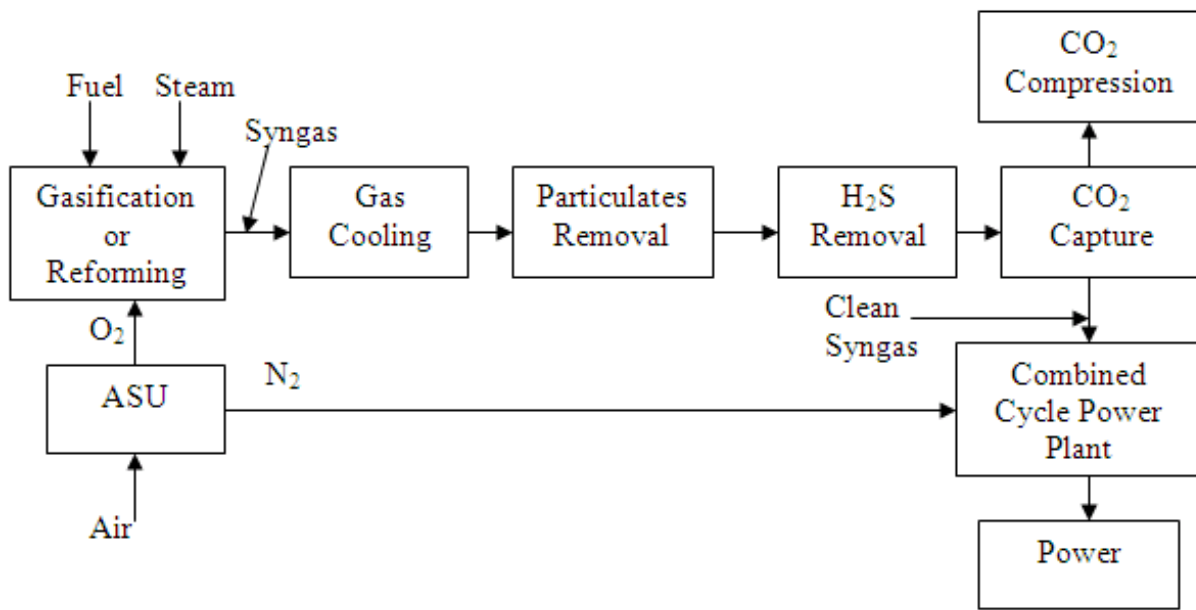 CO₂
Compression
Fuel
Steam
Syngas
Gasification
or
Reforming
Gas
Cooling
Particulates
Removal
H₂S
Removal
CO₂
Capture
O₂
Clean
Syngas
ASU
N₂
Combined
Cycle Power
Plant
Air
Power